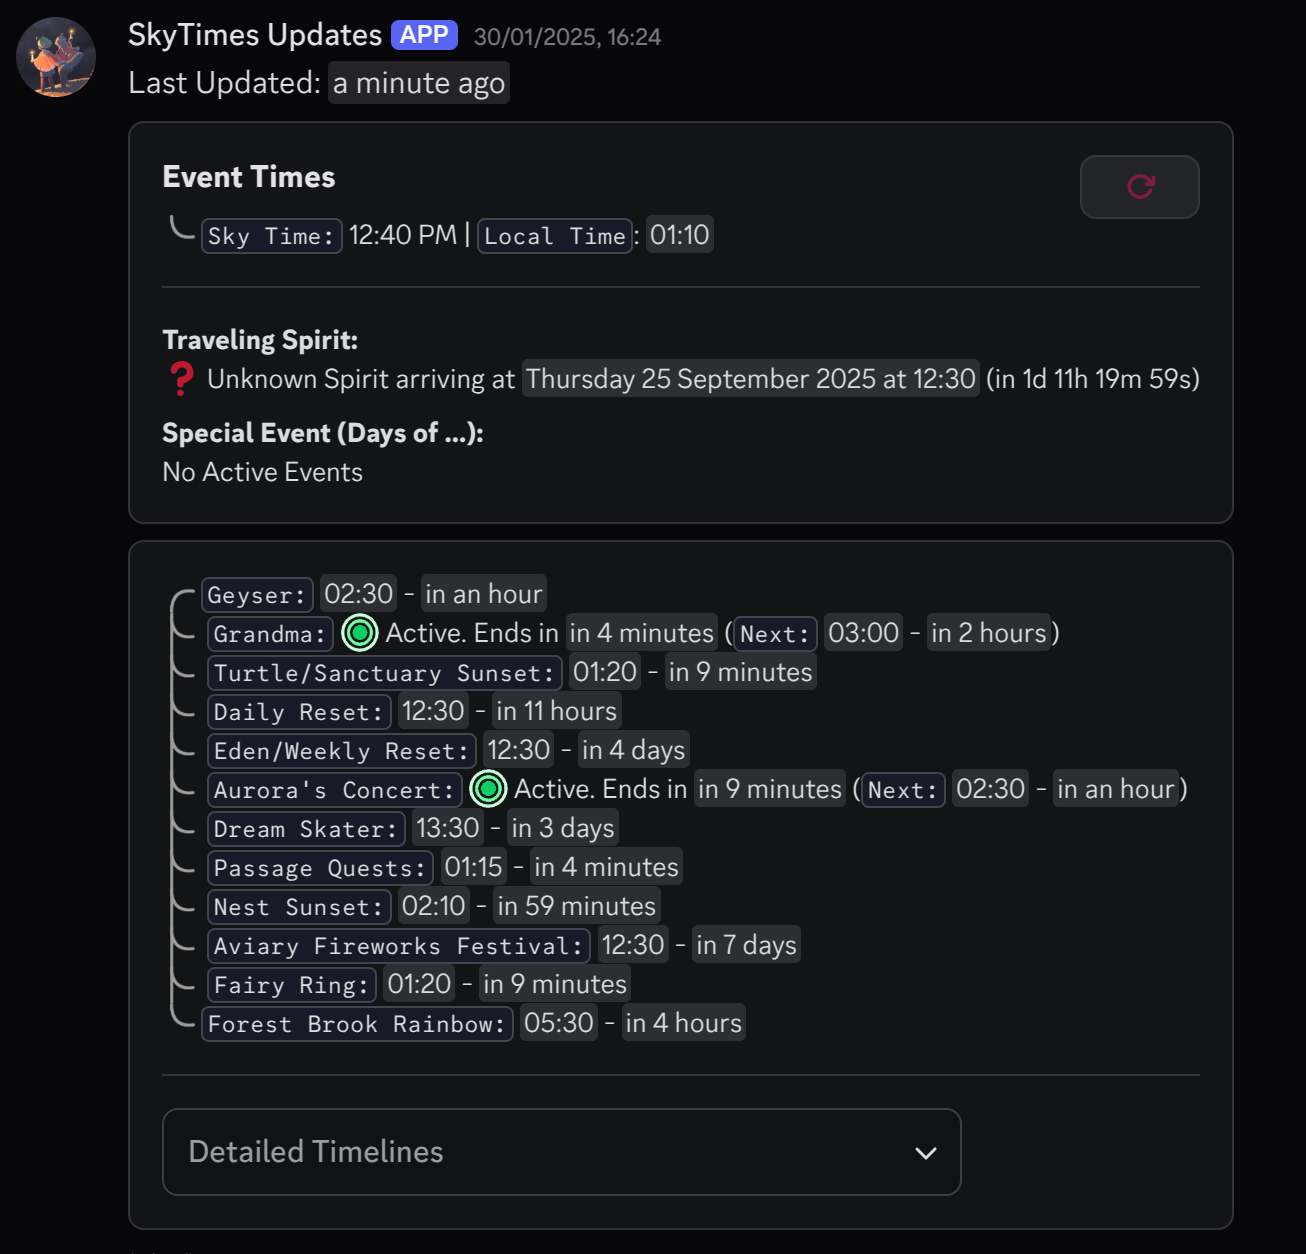 SkyTimes Updates APP 30/01/2025, 16:24
Last Updated: a minute ago
Event Times
Sky Time: 12:40 PM | Local Time: 01:10
Traveling Spirit:
❓ Unknown Spirit arriving at Thursday 25 September 2025 at 12:30 (in 1d 11h 19m 59s)
Special Event (Days of ...):
No Active Events
Geyser: 02:30 - in an hour
Grandma: Active. Ends in in 4 minutes (Next: 03:00 - in 2 hours)
Turtle/Sanctuary Sunset: 01:20 - in 9 minutes
Daily Reset: 12:30 - in 11 hours
Eden/Weekly Reset: 12:30 - in 4 days
Aurora's Concert: Active. Ends in in 9 minutes (Next: 02:30 - in an hour)
Dream Skater: 13:30 - in 3 days
Passage Quests: 01:15 - in 4 minutes
Nest Sunset: 02:10 - in 59 minutes
Aviary Fireworks Festival: 12:30 - in 7 days
Fairy Ring: 01:20 - in 9 minutes
Forest Brook Rainbow: 05:30 - in 4 hours
Detailed Timelines